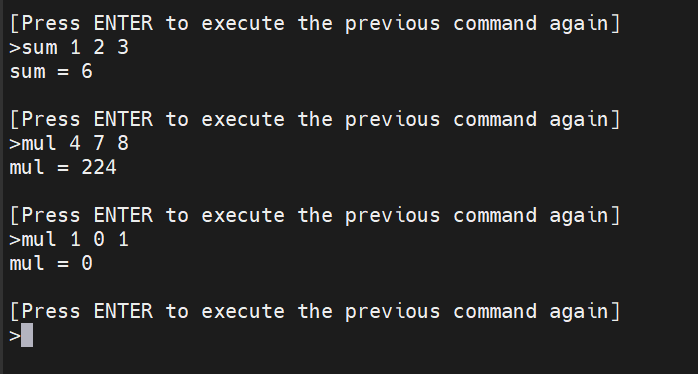 [Press ENTER to execute the previous command again]
>sum 1 2 3
sum = 6
[Press ENTER to execute the previous command again]
>mul 4 7 8
mul = 224
[Press ENTER to execute the previous command again]
>mul 1 0 1
mul = 0
[Press ENTER to execute the previous command again]
>